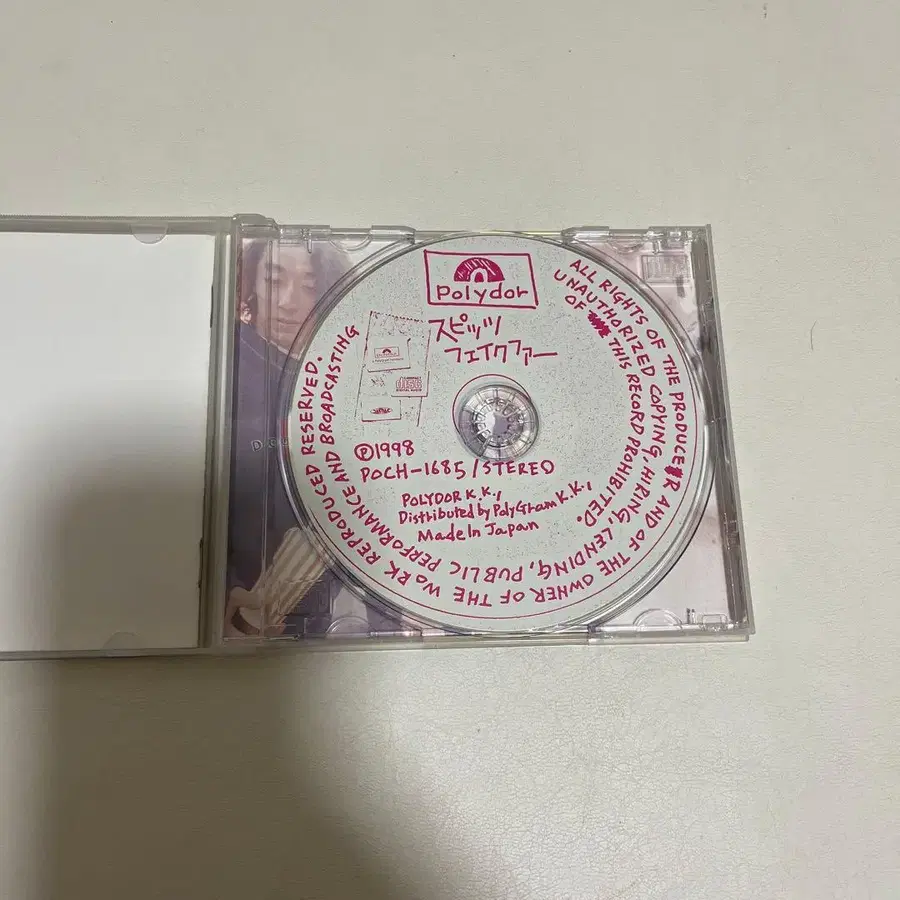 Polydor
スピッツ
フェイクファー
Ⓟ1998
POCH-1685/STEREO
POLYDOR K.K.,
Distributed by PolyGram K.K.,
Made In Japan
ALL RIGHTS OF THE PRODUCER AND OF THE OWNER OF THE WORK REPRODUCED RESERVED.
UNAUTHORIZED COPYING, HIRING, LENDING, PUBLIC PERFORMANCE AND BROADCASTING
OF THIS RECORD PROHIBITED.